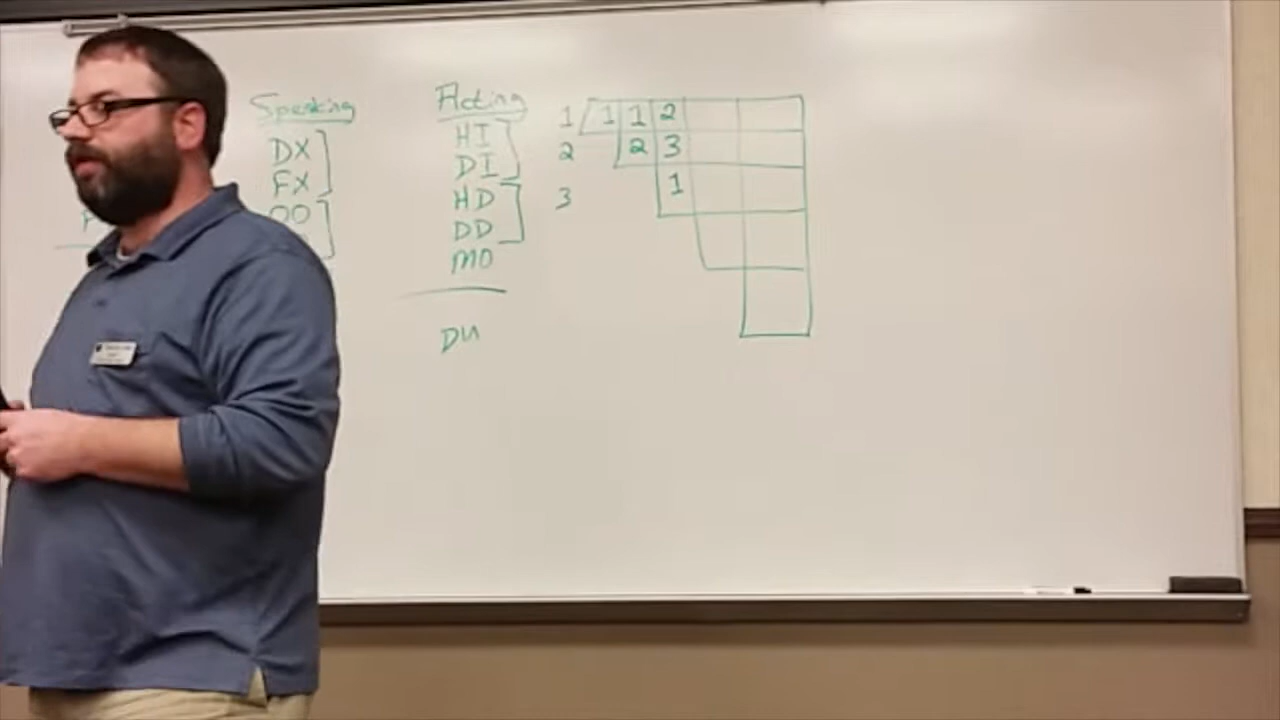 Speaking
DX
FX
OO
Acting
HI
DI
HD
DD
MO
DU
1 1 1 2
2 2 3
3 1